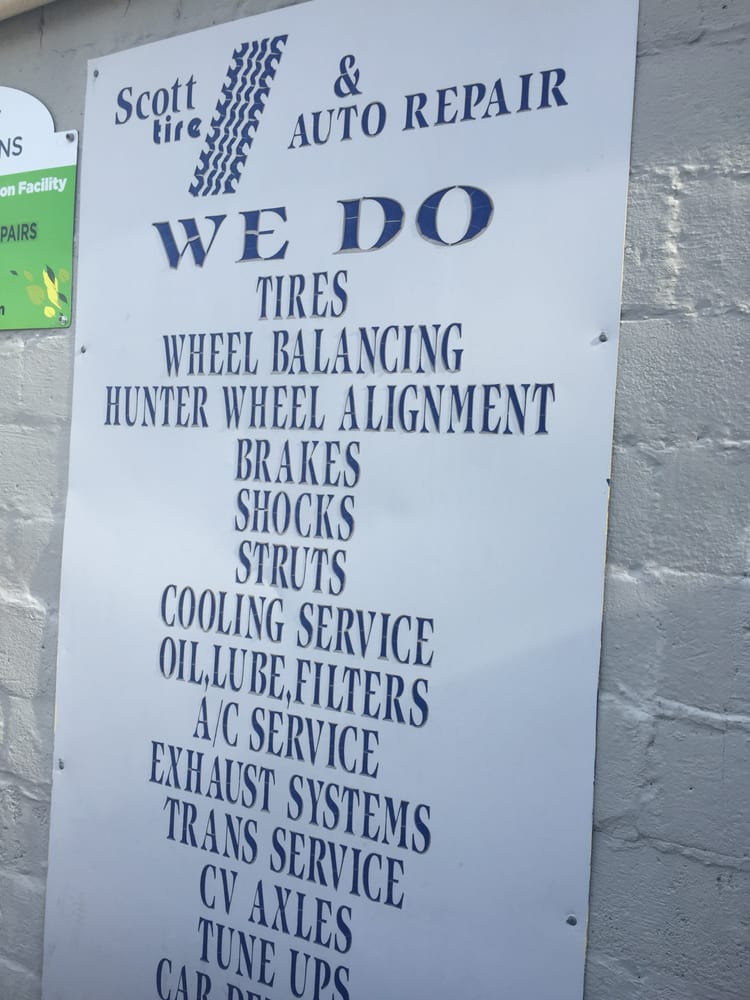 Scott
tire
&
AUTO REPAIR
WE DO
TIRES
WHEEL BALANCING
HUNTER WHEEL ALIGNMENT
BRAKES
SHOCKS
STRUTS
COOLING SERVICE
OIL,LUBE,FILTERS
A/C SERVICE
EXHAUST SYSTEMS
TRANS SERVICE
CV AXLES
TUNE UPS
CAR
NS
on Facility
PAIRS